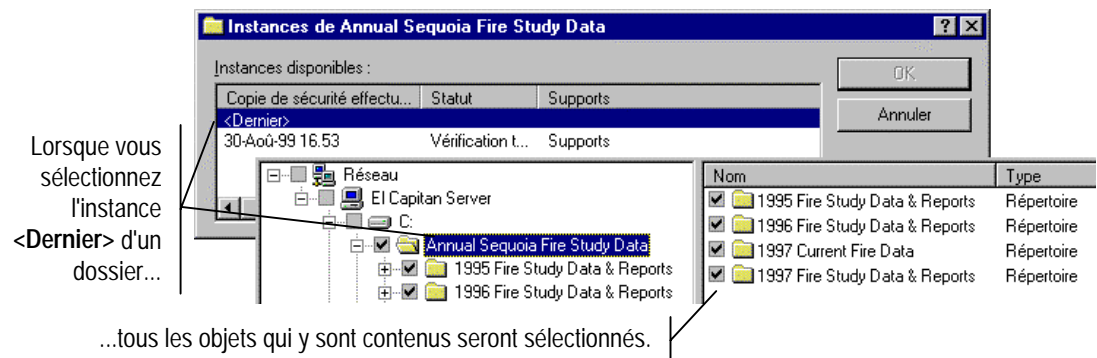 Instances de Annual Sequoia Fire Study Data
Instances disponibles :
OK
Annuler
Copie de sécurité effectu... Statut Supports
<Dernier>
30-Aoû-99 16.53 Vérification t... Supports
Lorsque vous
sélectionnez
l'instance
<Dernier> d'un
dossier...
Réseau
El Capitan Server
C:
Annual Sequoia Fire Study Data
1995 Fire Study Data & Reports
1996 Fire Study Data & Reports
Nom Type
1995 Fire Study Data & Reports Répertoire
1996 Fire Study Data & Reports Répertoire
1997 Current Fire Data Répertoire
1997 Fire Study Data & Reports Répertoire
...tous les objets qui y sont contenus seront sélectionnés.